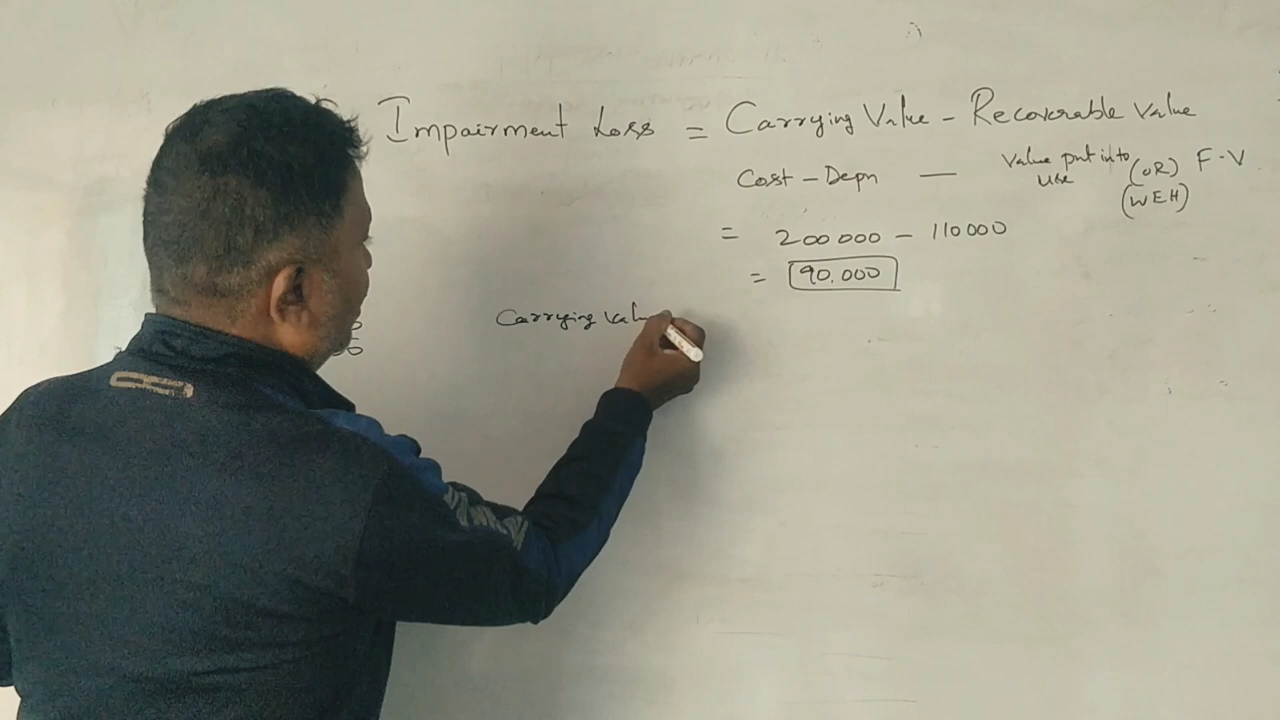 Impairment Loss = Carrying Value - Recoverable Value
Cost - Depn — Value put into use (OR) F.V
(WEH)
= 200000 - 110000
= 90,000
Carrying Valu